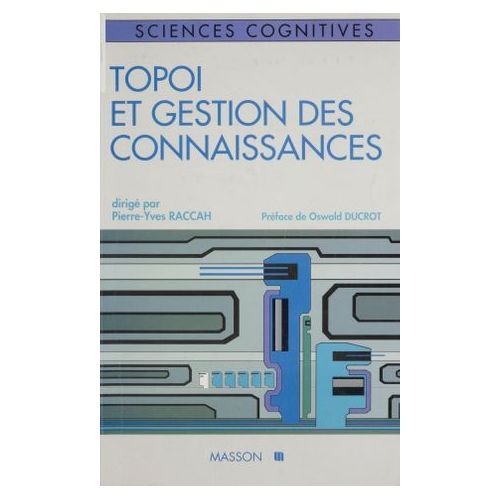 SCIENCES COGNITIVES
TOPOI
ET GESTION DES
CONNAISSANCES
dirigé par
Pierre-Yves RACCAH
Préface de Oswald DUCROT
MASSON